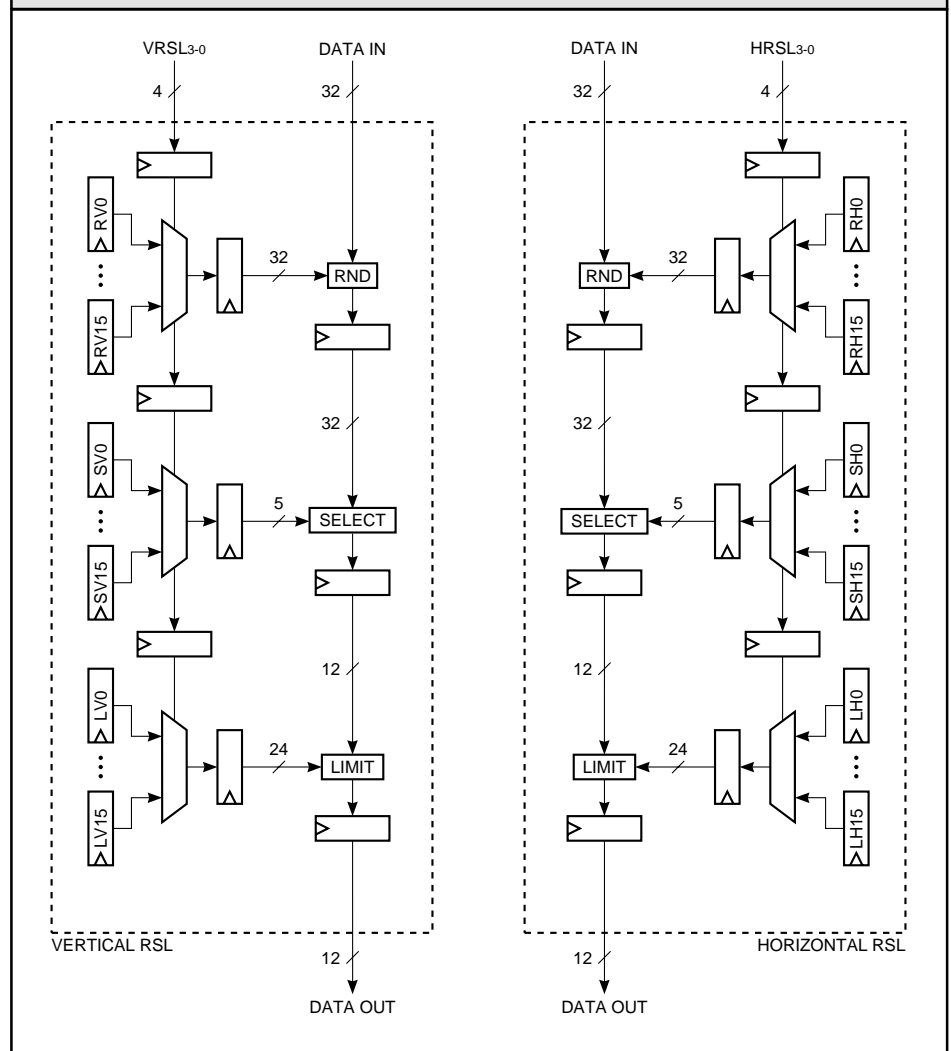 VRSL3-0
DATA IN
4
32
RV0
RV15
32
RND
32
SV0
SV15
5
SELECT
12
LV0
LV15
24
LIMIT
VERTICAL RSL
12
DATA OUT
DATA IN
HRSL3-0
32
4
RND
32
RH0
RH15
32
SELECT
5
SH0
SH15
12
LIMIT
24
LH0
LH15
HORIZONTAL RSL
12
DATA OUT